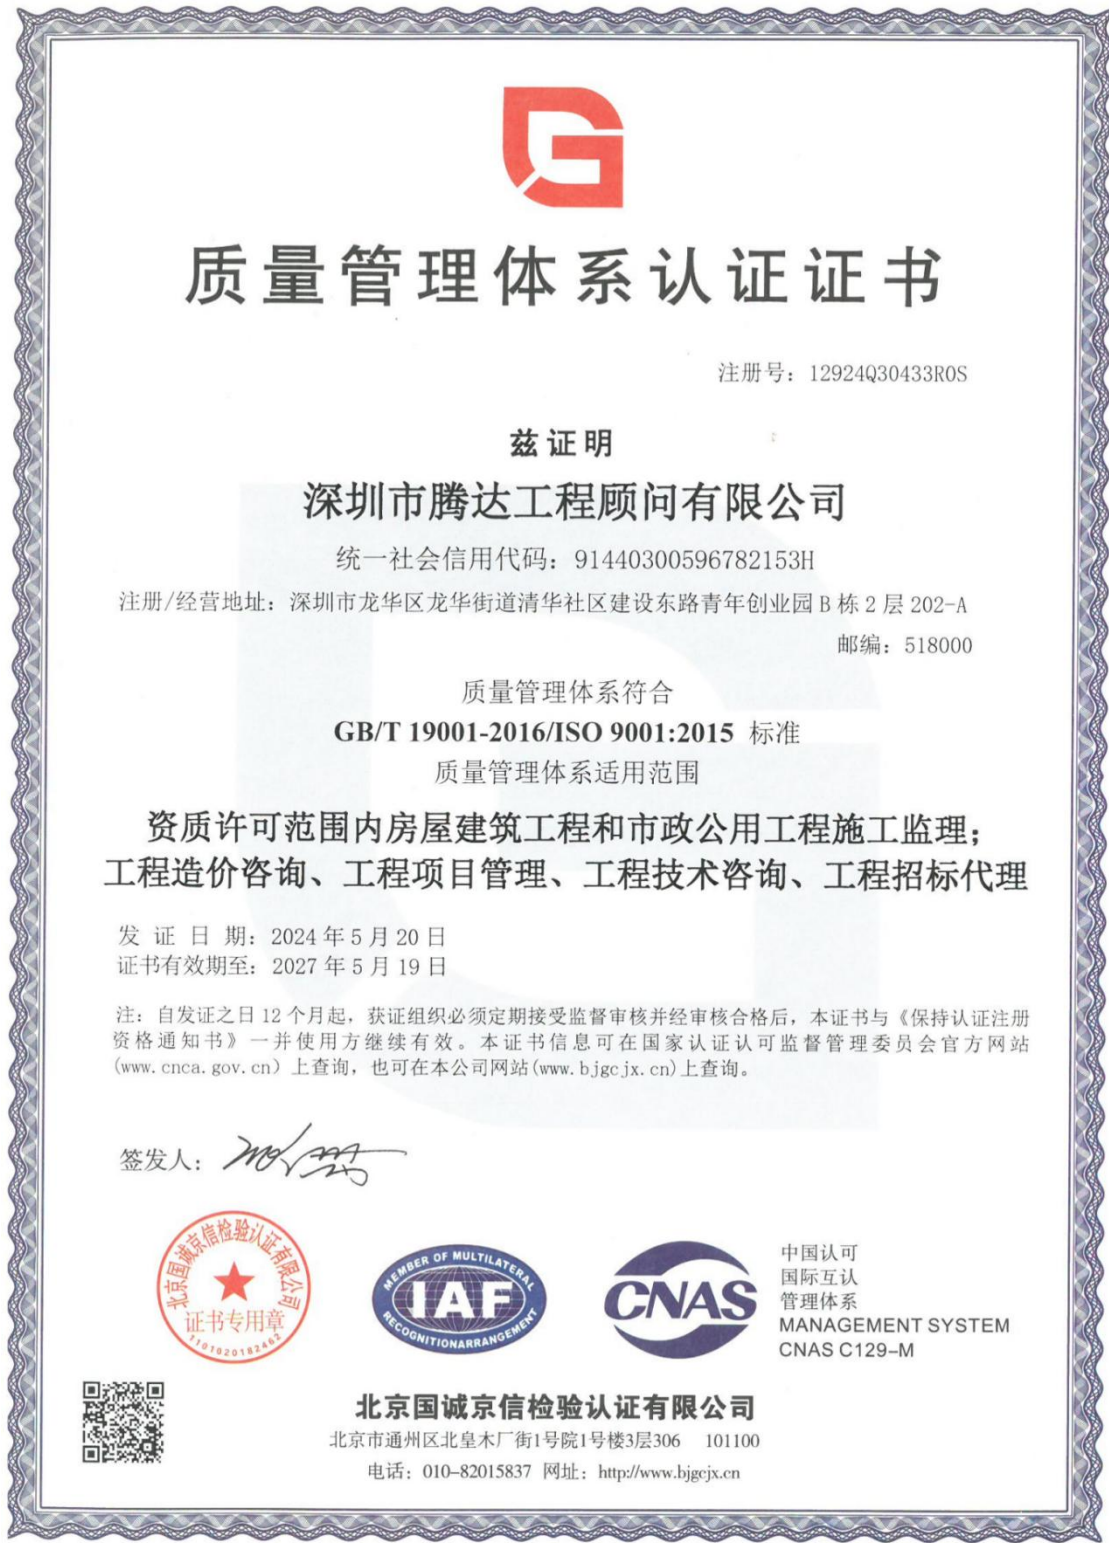 质量管理体系认证证书
注册号：12924Q30433R0S
兹证明
深圳市腾达工程顾问有限公司
统一社会信用代码：91440300596782153H
注册/经营地址：深圳市龙华区龙华街道清华社区建设东路青年创业园 B 栋 2 层 202-A
邮编：518000
质量管理体系符合
GB/T 19001-2016/ISO 9001:2015 标准
质量管理体系适用范围
资质许可范围内房屋建筑工程和市政公用工程施工监理；
工程造价咨询、工程项目管理、工程技术咨询、工程招标代理
发 证 日 期：2024 年 5 月 20 日
证书有效期至：2027 年 5 月 19 日
注：自发证之日 12 个月起，获证组织必须定期接受监督审核并经审核合格后，本证书与《保持认证注册
资格通知书》一并使用方继续有效。本证书信息可在国家认证认可监督管理委员会官方网站
(www.cnca.gov.cn）上查询，也可在本公司网站(www.bjgcjx.cn)上查询。
签发人：
北京国诚京信检验认证有限公司
证书专用章
1101020182462
MEMBER OF MULTILATERAL
IAF
RECOGNITIONARRANGEMENT
CNAS
中国认可
国际互认
管理体系
MANAGEMENT SYSTEM
CNAS C129-M
北京国诚京信检验认证有限公司
北京市通州区北皇木厂街1号院1号楼3层306 101100
电话：010-82015837 网址：http://www.bjgcjx.cn